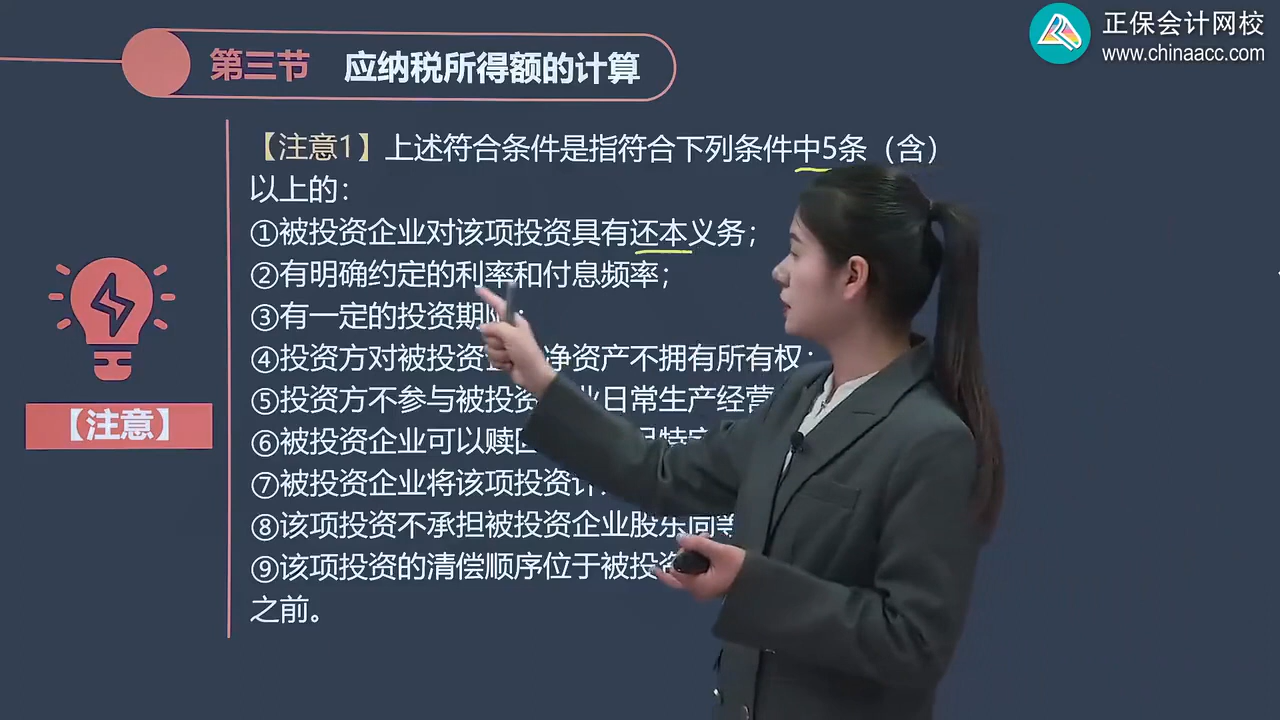 正保会计网校
www.chinaacc.com
第三节 应纳税所得额的计算
【注意1】上述符合条件是指符合下列条件中5条（含）
以上的：
①被投资企业对该项投资具有还本义务；
②有明确约定的利率和付息频率；
③有一定的投资期
④投资方对被投资 净资产不拥有所有权；
⑤投资方不参与被投资 业日常生产经营
⑥被投资企业可以赎
⑦被投资企业将该项投资计
⑧该项投资不承担被投资企业股东同等
⑨该项投资的清偿顺序位于被投
之前。
【注意】